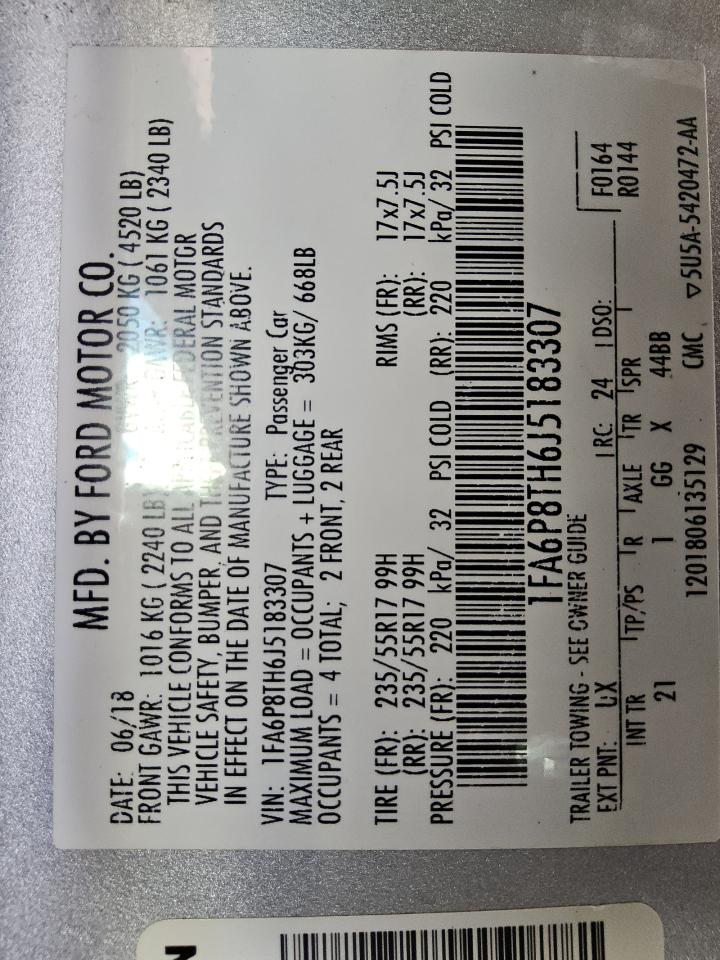 MFD. BY FORD MOTOR CO.
DATE: 06/18 2050 KG ( 4520 LB)
FRONT GAWR: 1016 KG ( 2240 LB) GAWR: 1061 KG ( 2340 LB)
THIS VEHICLE CONFORMS TO ALL FEDERAL MOTOR
VEHICLE SAFETY, BUMPER, AND PREVENTION STANDARDS
IN EFFECT ON THE DATE OF MANUFACTURE SHOWN ABOVE.
VIN: 1FA6P8TH6J5183307 TYPE: Passenger Car
MAXIMUM LOAD = OCCUPANTS + LUGGAGE = 303KG/ 668LB
OCCUPANTS = 4 TOTAL; 2 FRONT, 2 REAR
TIRE (FR): 235/55R17 99H RIMS (FR): 17x7.5J
(RR): 235/55R17 99H (RR): 17x7.5J
PRESSURE (FR): 220 kPa/ 32 PSI COLD (RR): 220 kPa/ 32 PSI COLD
1FA6P8TH6J5183307
TRAILER TOWING - SEE OWNER GUIDE
F0164
R0144
EXT PNT: UX RC: 24 DSO:
INT TR TP/PS R AXLE TR SPR
21 I GG X 44BB
1201806135129 CMC ▽5U5A-5420472-AA
N